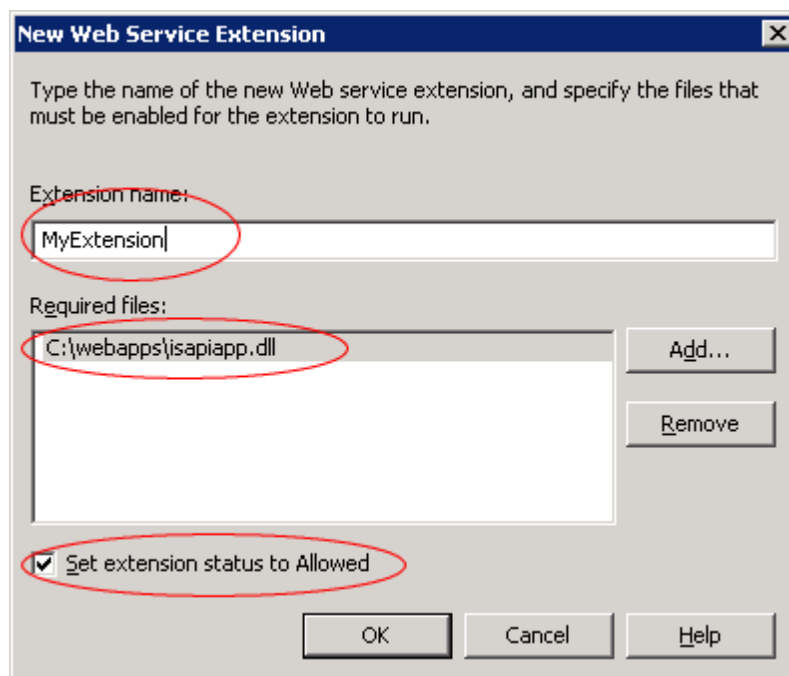 New Web Service Extension
Type the name of the new Web service extension, and specify the files that
must be enabled for the extension to run.
Extension name:
MyExtension
Required files:
C:\webapps\isapiapp.dll
Add...
Remove
Set extension status to Allowed
OK
Cancel
Help